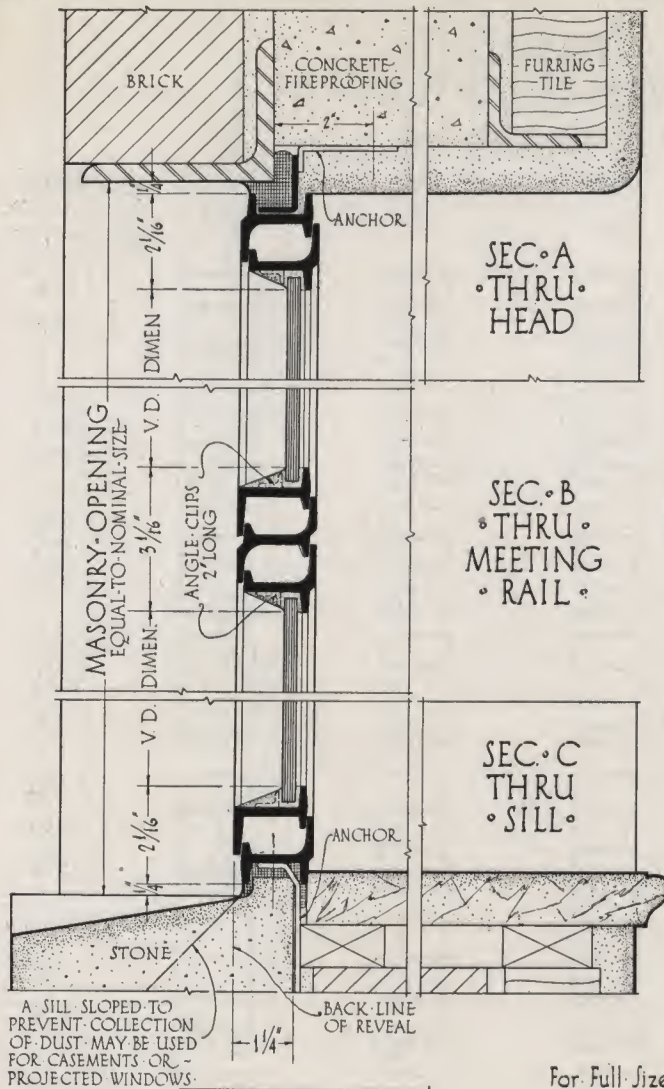 BRICK
CONCRETE
FIREPROOFING
FURRING
TILE
2"
1/4"
ANCHOR
2 1/16"
SEC. A
THRU
HEAD
V. D. DIMEN
MASONRY·OPENING
EQUAL·TO·NOMINAL·SIZE
3 1/16"
ANGLE·CLIPS
2" LONG
SEC. B
THRU
MEETING
RAIL
V. D. DIMEN.
SEC. C
THRU
SILL
2 1/16"
1/4"
ANCHOR
STONE
A SILL SLOPED TO
PREVENT·COLLECTION
OF·DUST·MAY·BE·USED
FOR·CASEMENTS·OR -
PROJECTED·WINDOWS·
BACK·LINE
OF·REVEAL
1 1/4"
For Full Size